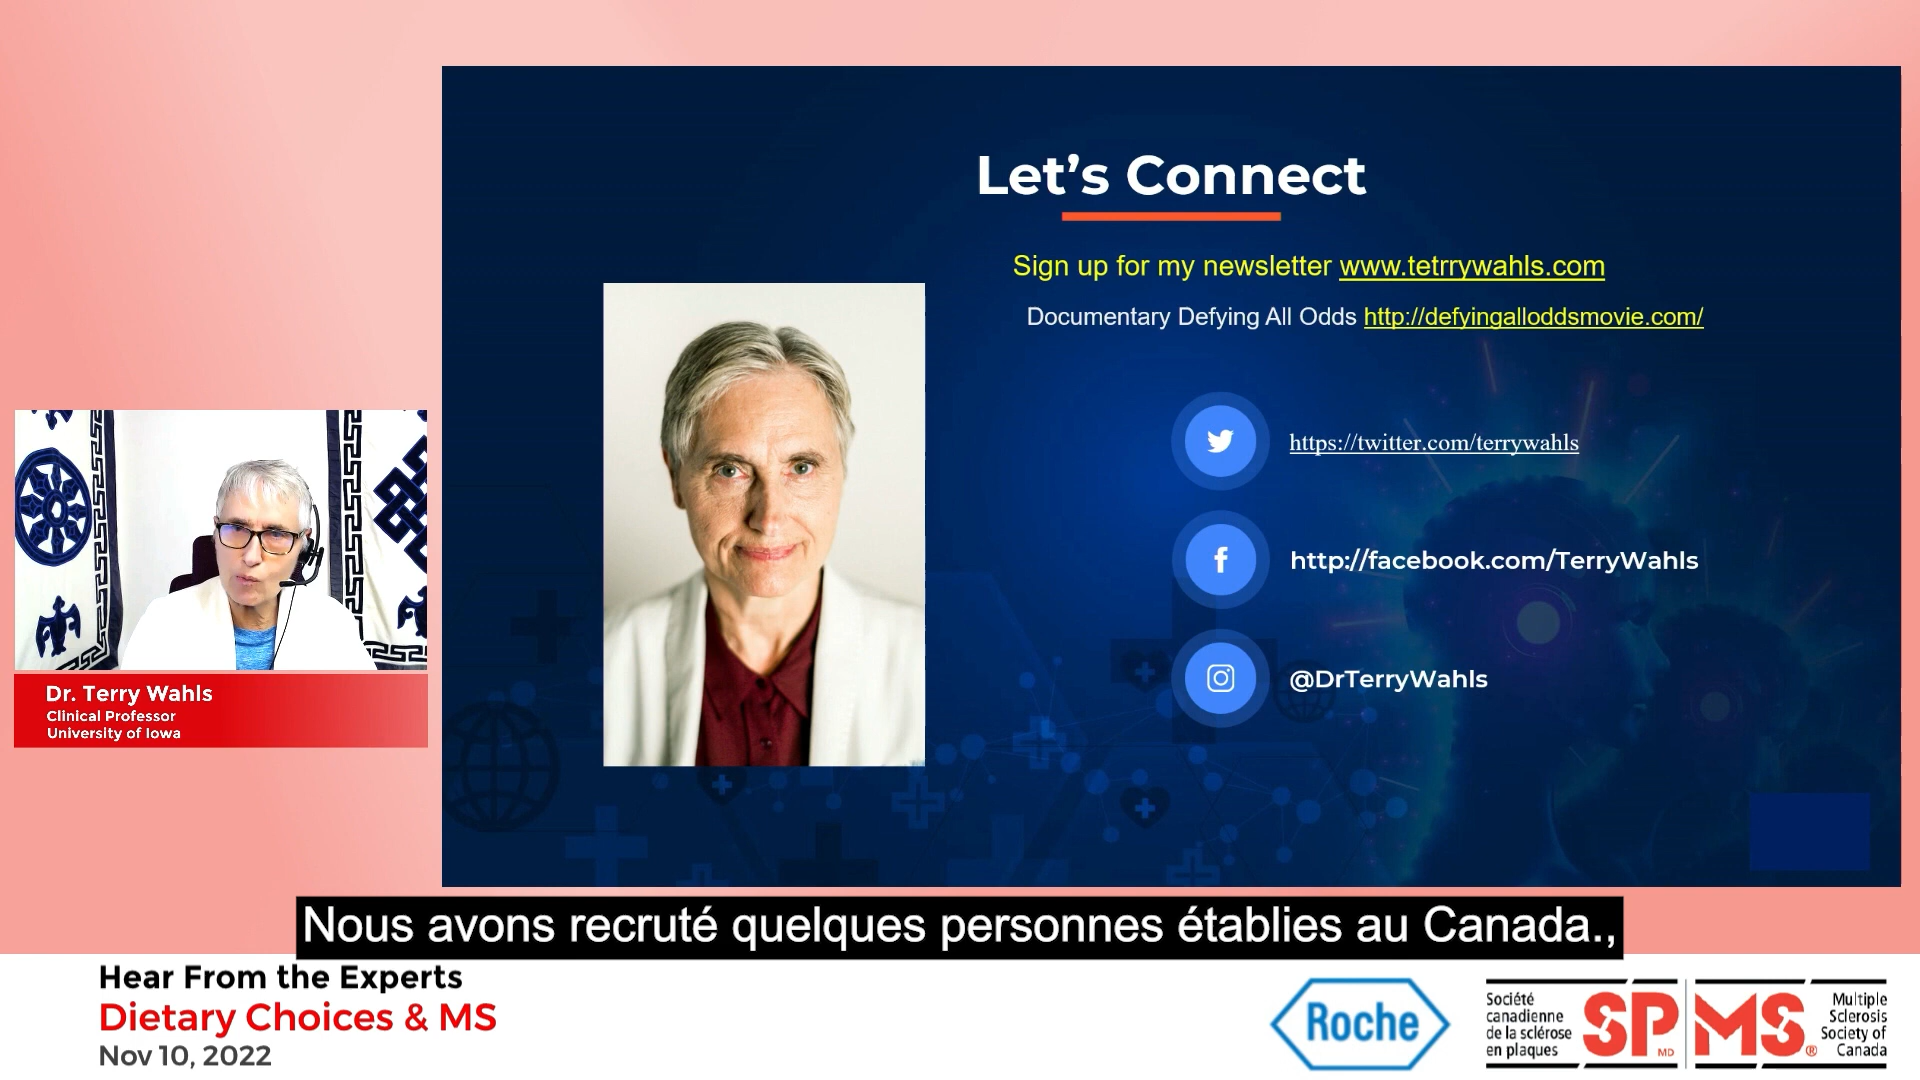 Let's Connect
Sign up for my newsletter www.tetrrywahls.com
Documentary Defying All Odds http://defyingalloddsmovie.com/
https://twitter.com/terrywahls
f
http://facebook.com/TerryWahls
@DrTerryWahls
Dr. Terry Wahls
Clinical Professor
University of Iowa
Nous avons recruté quelques personnes établies au Canada.,
Hear From the Experts
Dietary Choices & MS
Nov 10, 2022
Roche
Société
canadienne
de la sclérose
en plaques
SP MD
MS ®
Multiple
Sclerosis
Society of
Canada